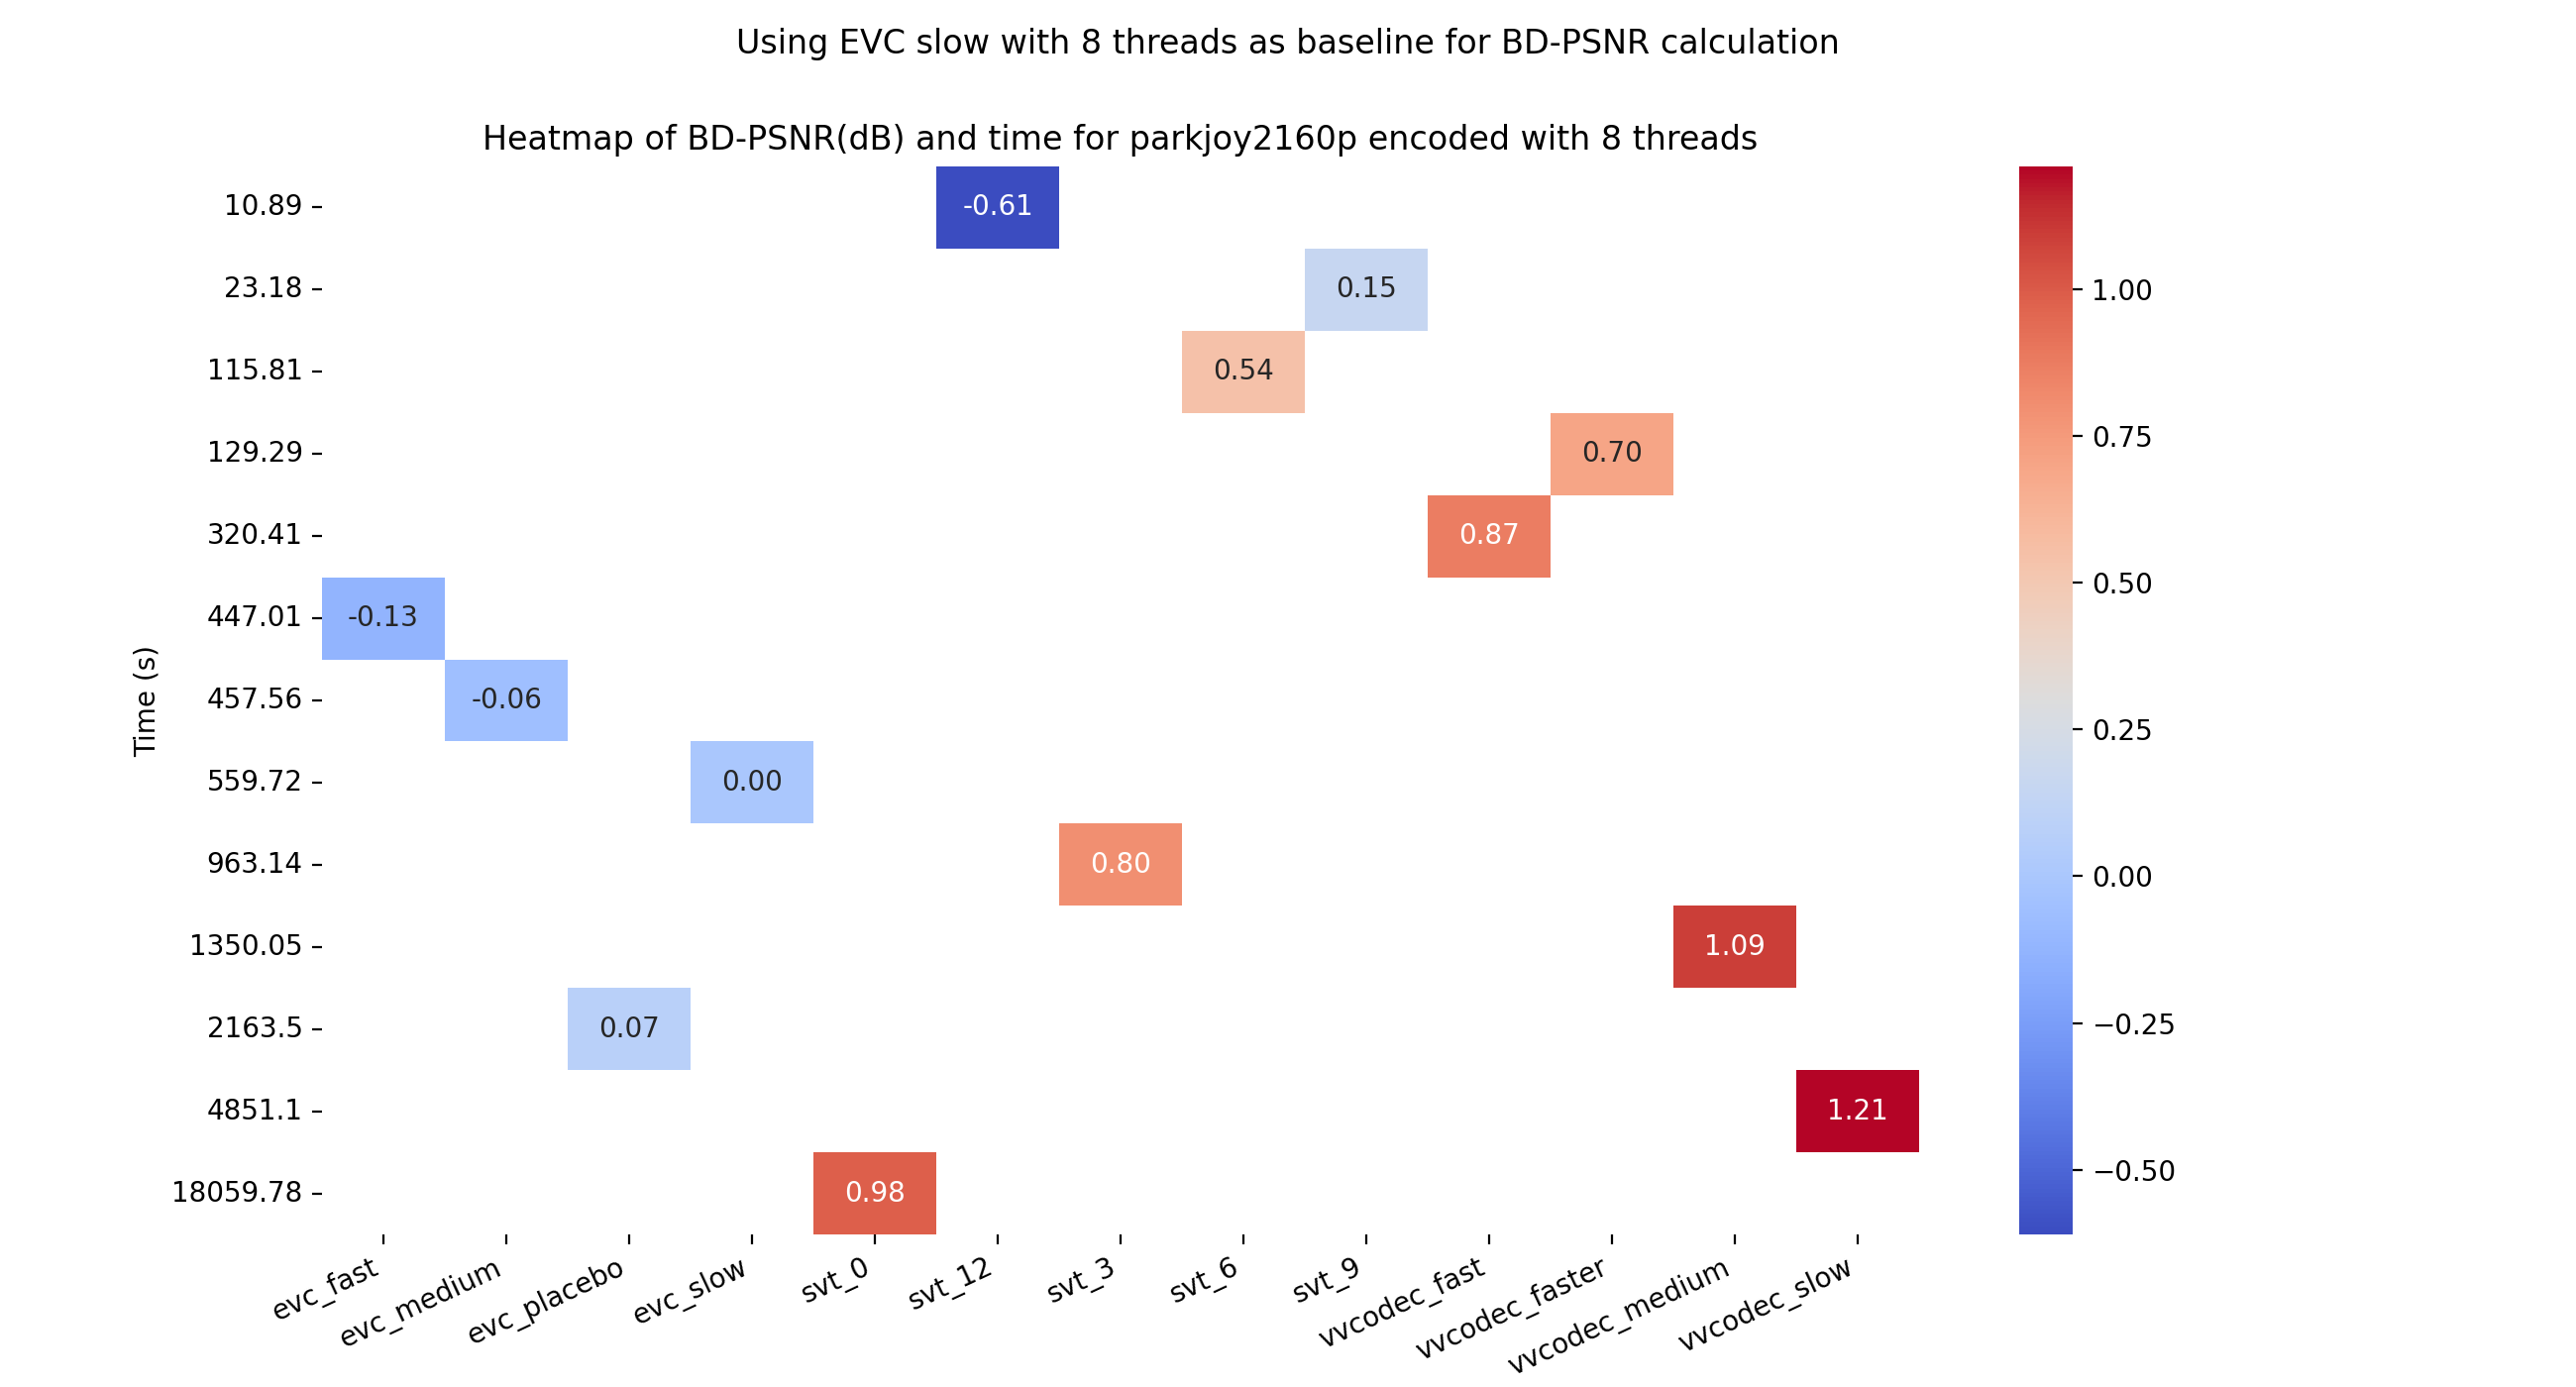 Using EVC slow with 8 threads as baseline for BD-PSNR calculation
Heatmap of BD-PSNR(dB) and time for parkjoy2160p encoded with 8 threads
Time (s)
10.89
23.18
115.81
129.29
320.41
447.01
457.56
559.72
963.14
1350.05
2163.5
4851.1
18059.78
-0.61
0.15
0.54
0.70
0.87
-0.13
-0.06
0.00
0.80
1.09
0.07
1.21
0.98
evc_fast
evc_medium
evc_placebo
evc_slow
svt_0
svt_12
svt_3
svt_6
svt_9
vvcodec_fast
vvcodec_faster
vvcodec_medium
vvcodec_slow
1.00
0.75
0.50
0.25
0.00
−0.25
−0.50